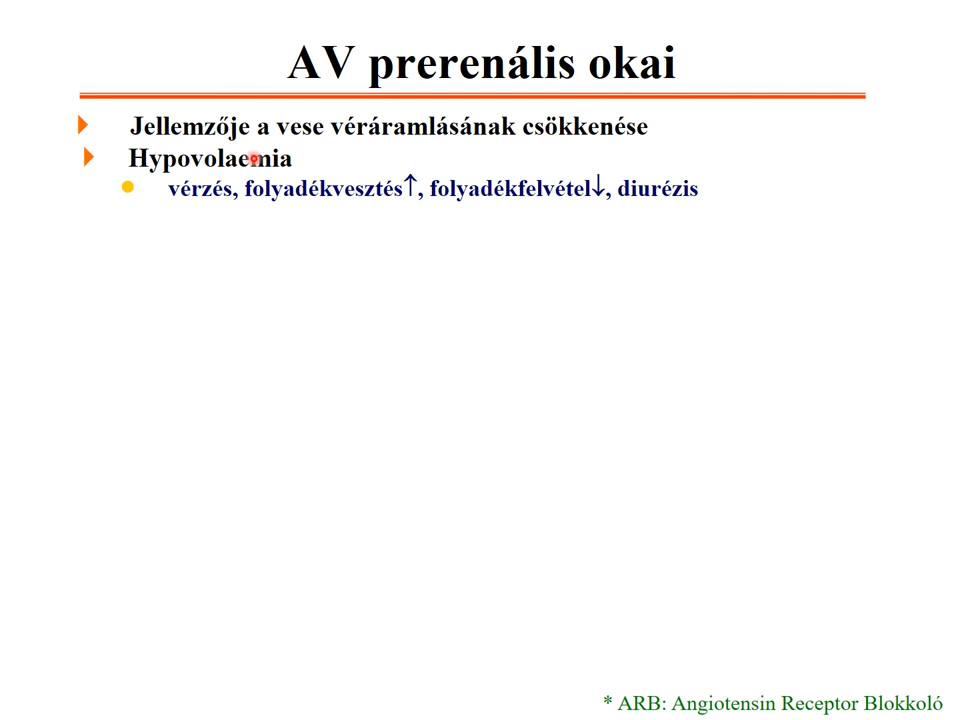 AV prerenális okai
Jellemzője a vese véráramlásának csökkenése
Hypovolaemia
vérzés, folyadékvesztés↑, folyadékfelvétel↓, diurézis
* ARB: Angiotensin Receptor Blokkoló